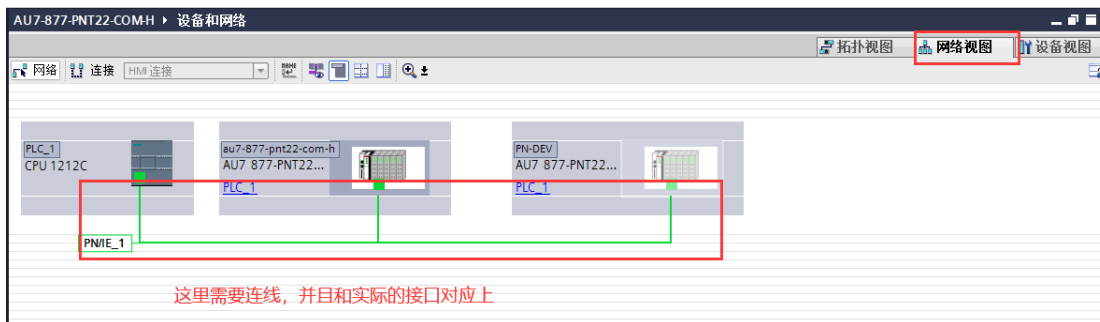 AU7-877-PNT22-COM-H ▸ 设备和网络
拓扑视图 网络视图 设备视图
网络 连接 HMI 连接
PLC_1
CPU 1212C
au7-877-pnt22-com-h
AU7 877-PNT22...
PLC_1
PN-DEV
AU7 877-PNT22...
PLC_1
PN/IE_1
这里需要连线，并且和实际的接口对应上